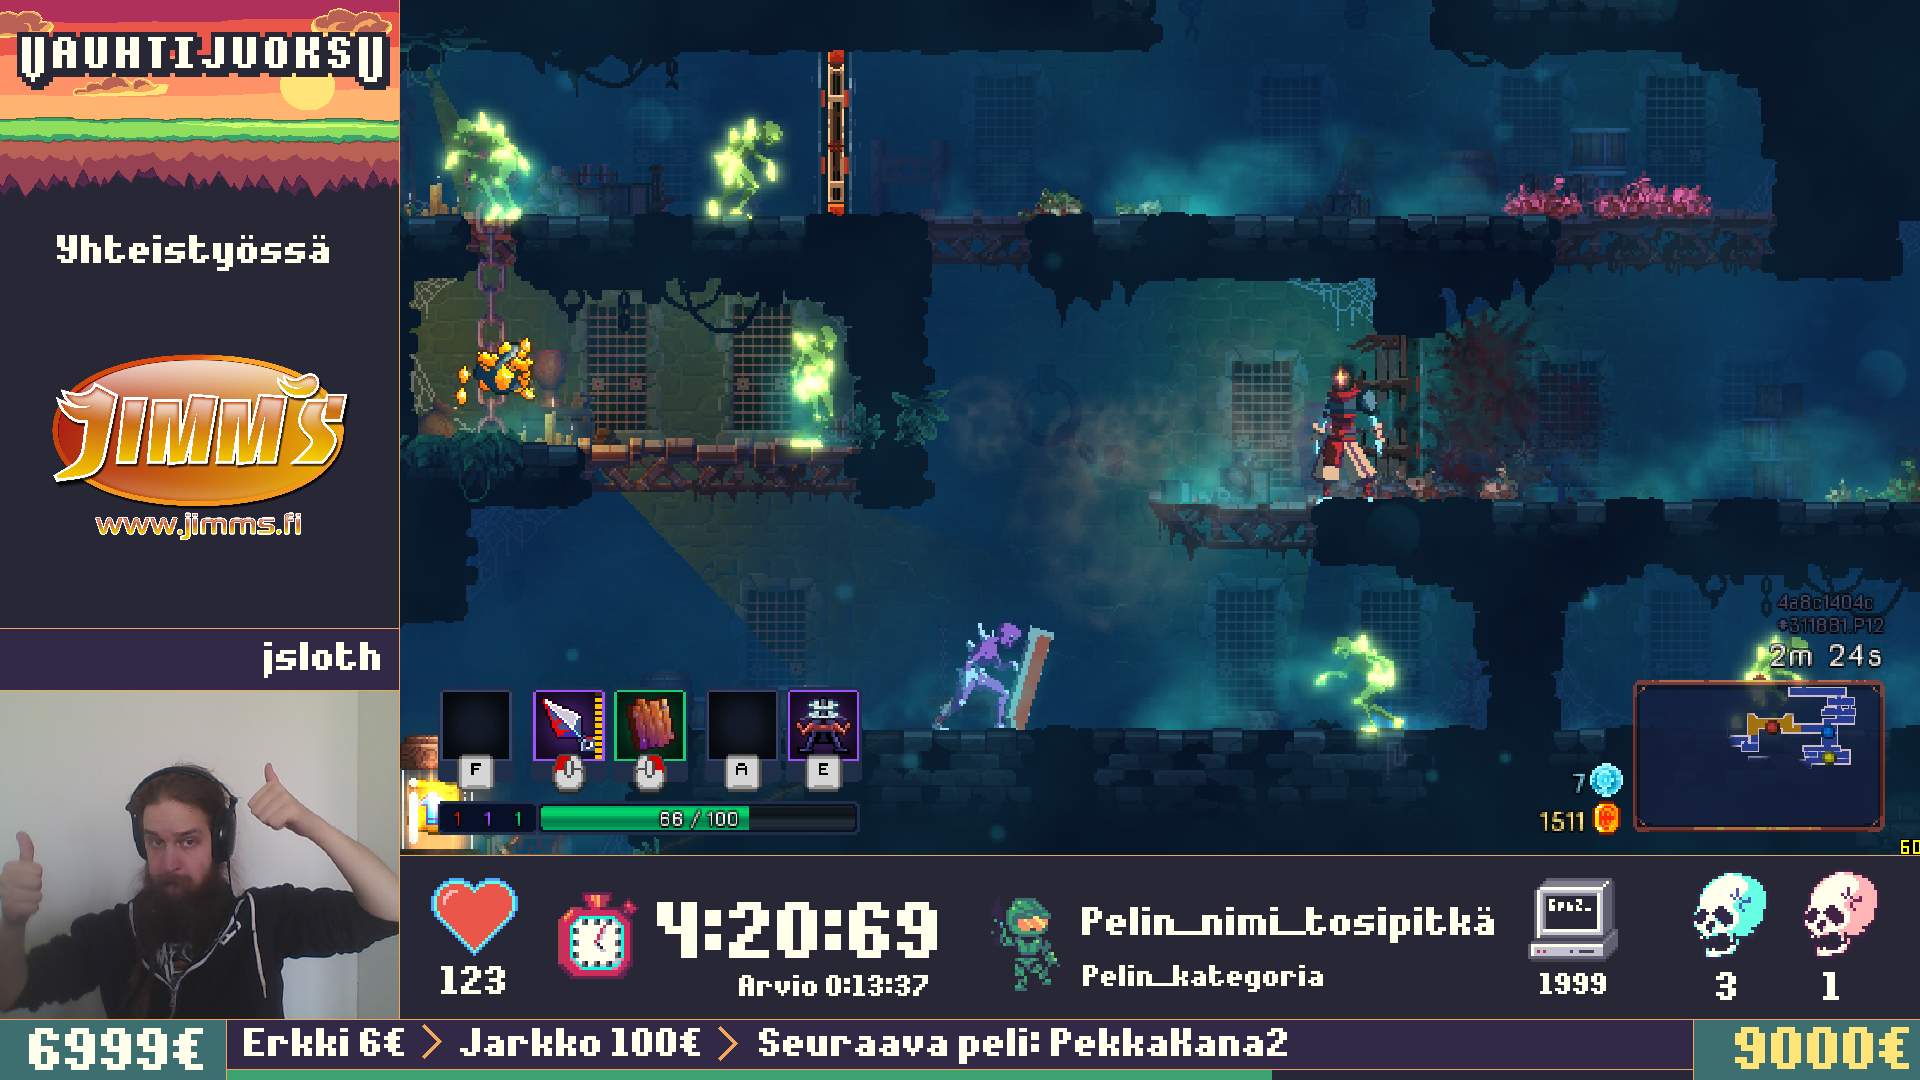 VAUHTIJUOKSU
Yhteistyössä
JIMM'S
www.jimms.fi
jsloth
4a8c1404c
*311881.P12
2m 24s
F
A
E
1 1 1
66 / 100
7
1511
60
123
4:20:69
Arvio 0:13:37
Pelin_nimi_tosipitkä
Pelin_kategoria
1999
3
1
6999€
Erkki 6€ > Jarkko 100€ > Seuraava peli: PekkaKana2
9000€